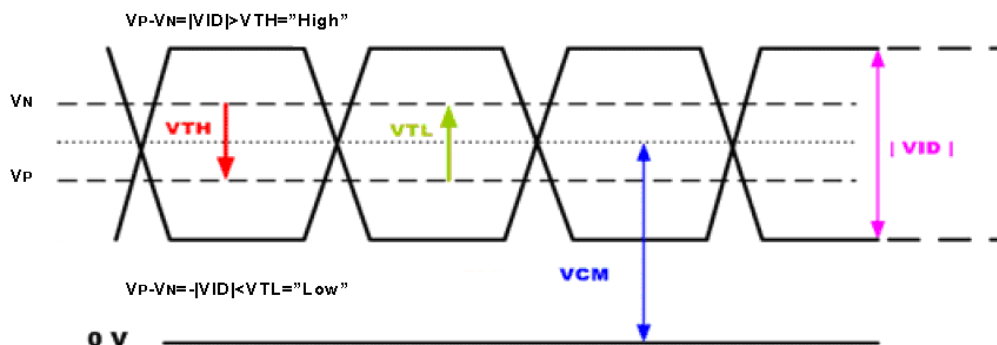 VP-VN=|VID|>VTH="High"
VN
VTH
VTL
| VID |
VP
VCM
VP-VN=-|VID|<VTL="Low"
0 V